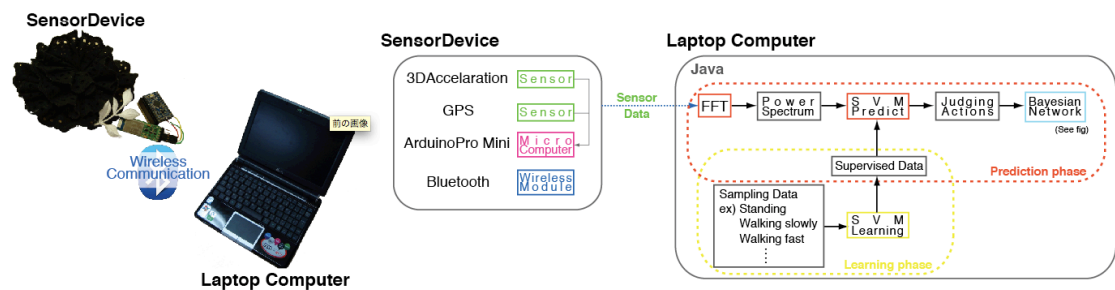 SensorDevice
Wireless
Communication
前の画像
Laptop Computer
SensorDevice
3DAccelaration
Sensor
GPS
Sensor
ArduinoPro Mini
Micro
Computer
Bluetooth
Wireless
Module
Sensor
Data
Laptop Computer
Java
FFT
Power
Spectrum
SVM
Predict
Judging
Actions
Bayesian
Network
(See fig)
Supervised Data
Prediction phase
Sampling Data
ex) Standing
Walking slowly
Walking fast
⋮
SVM
Learning
Learning phase